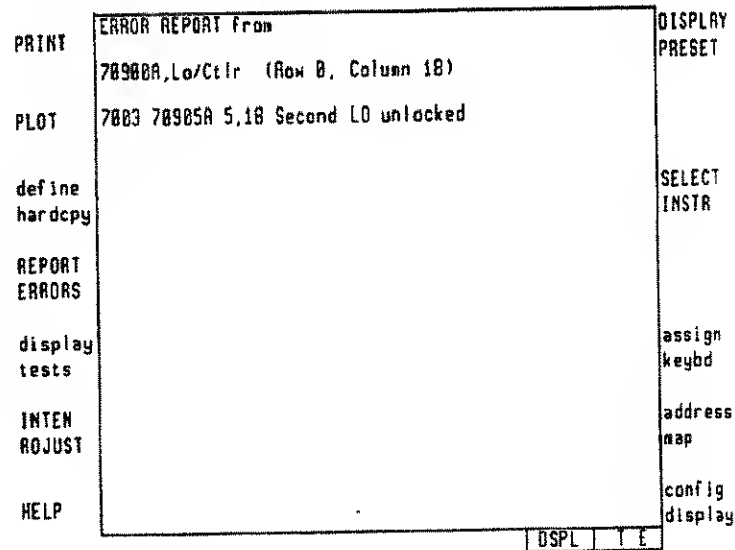 PRINT
PLOT
define
hardcpy
REPORT
ERRORS
display
tests
INTEN
ADJUST
HELP
ERROR REPORT from
70900A,Lo/Ctlr (Row 0, Column 18)
7003 70905A 5,18 Second LO unlocked
DISPLAY
PRESET
SELECT
INSTR
assign
keybd
address
map
config
display
DSPL
T E